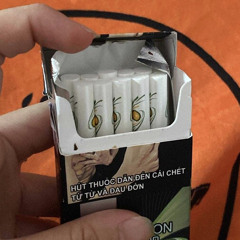 HÚT THUỐC DẪN ĐẾN CÁI CHẾT
TỪ TỪ VÀ ĐAU ĐỚN